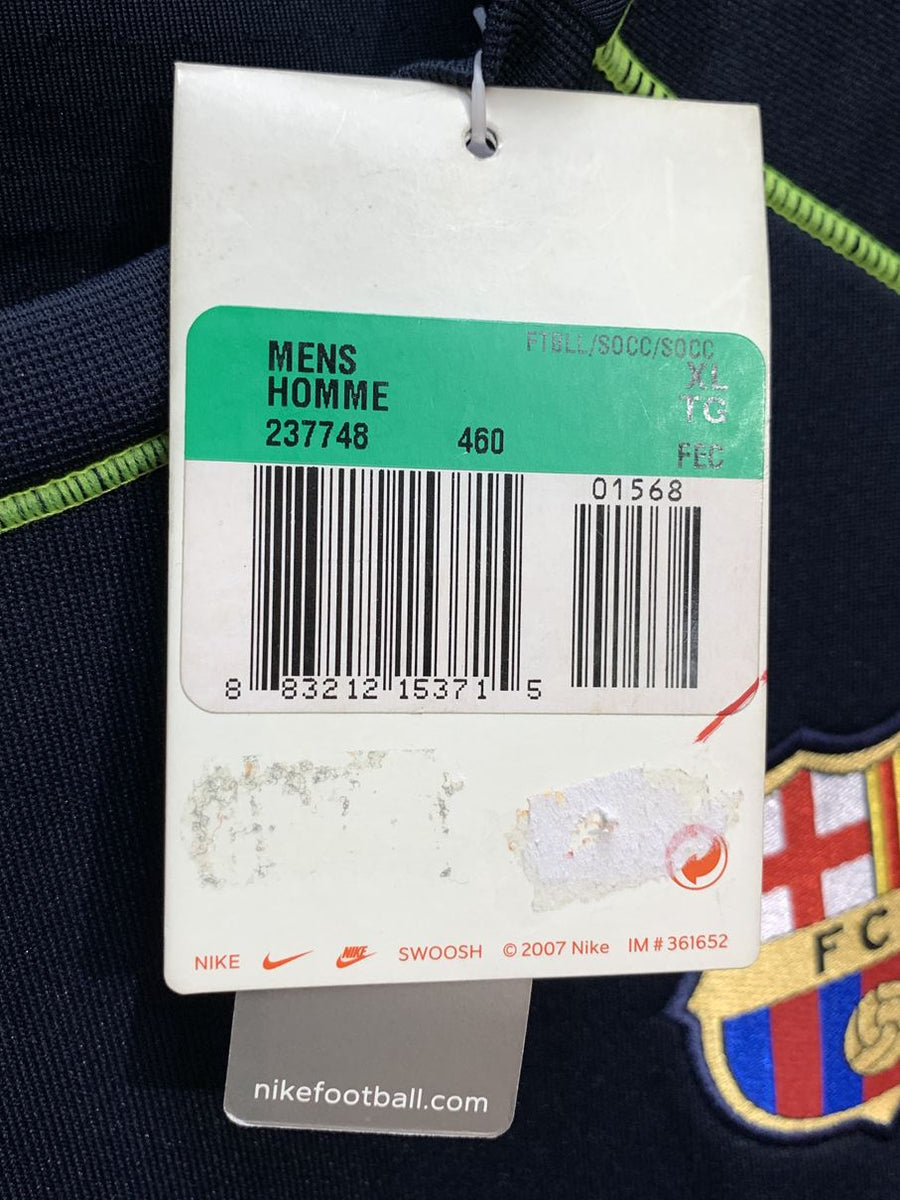 FTBLL/SOCC/SOCC
MENS
XL
HOMME
TG
237748 460
FEC
01568
8 83212 15371 5
NIKE NIKE SWOOSH © 2007 Nike IM # 361652
FC
nikefootball.com